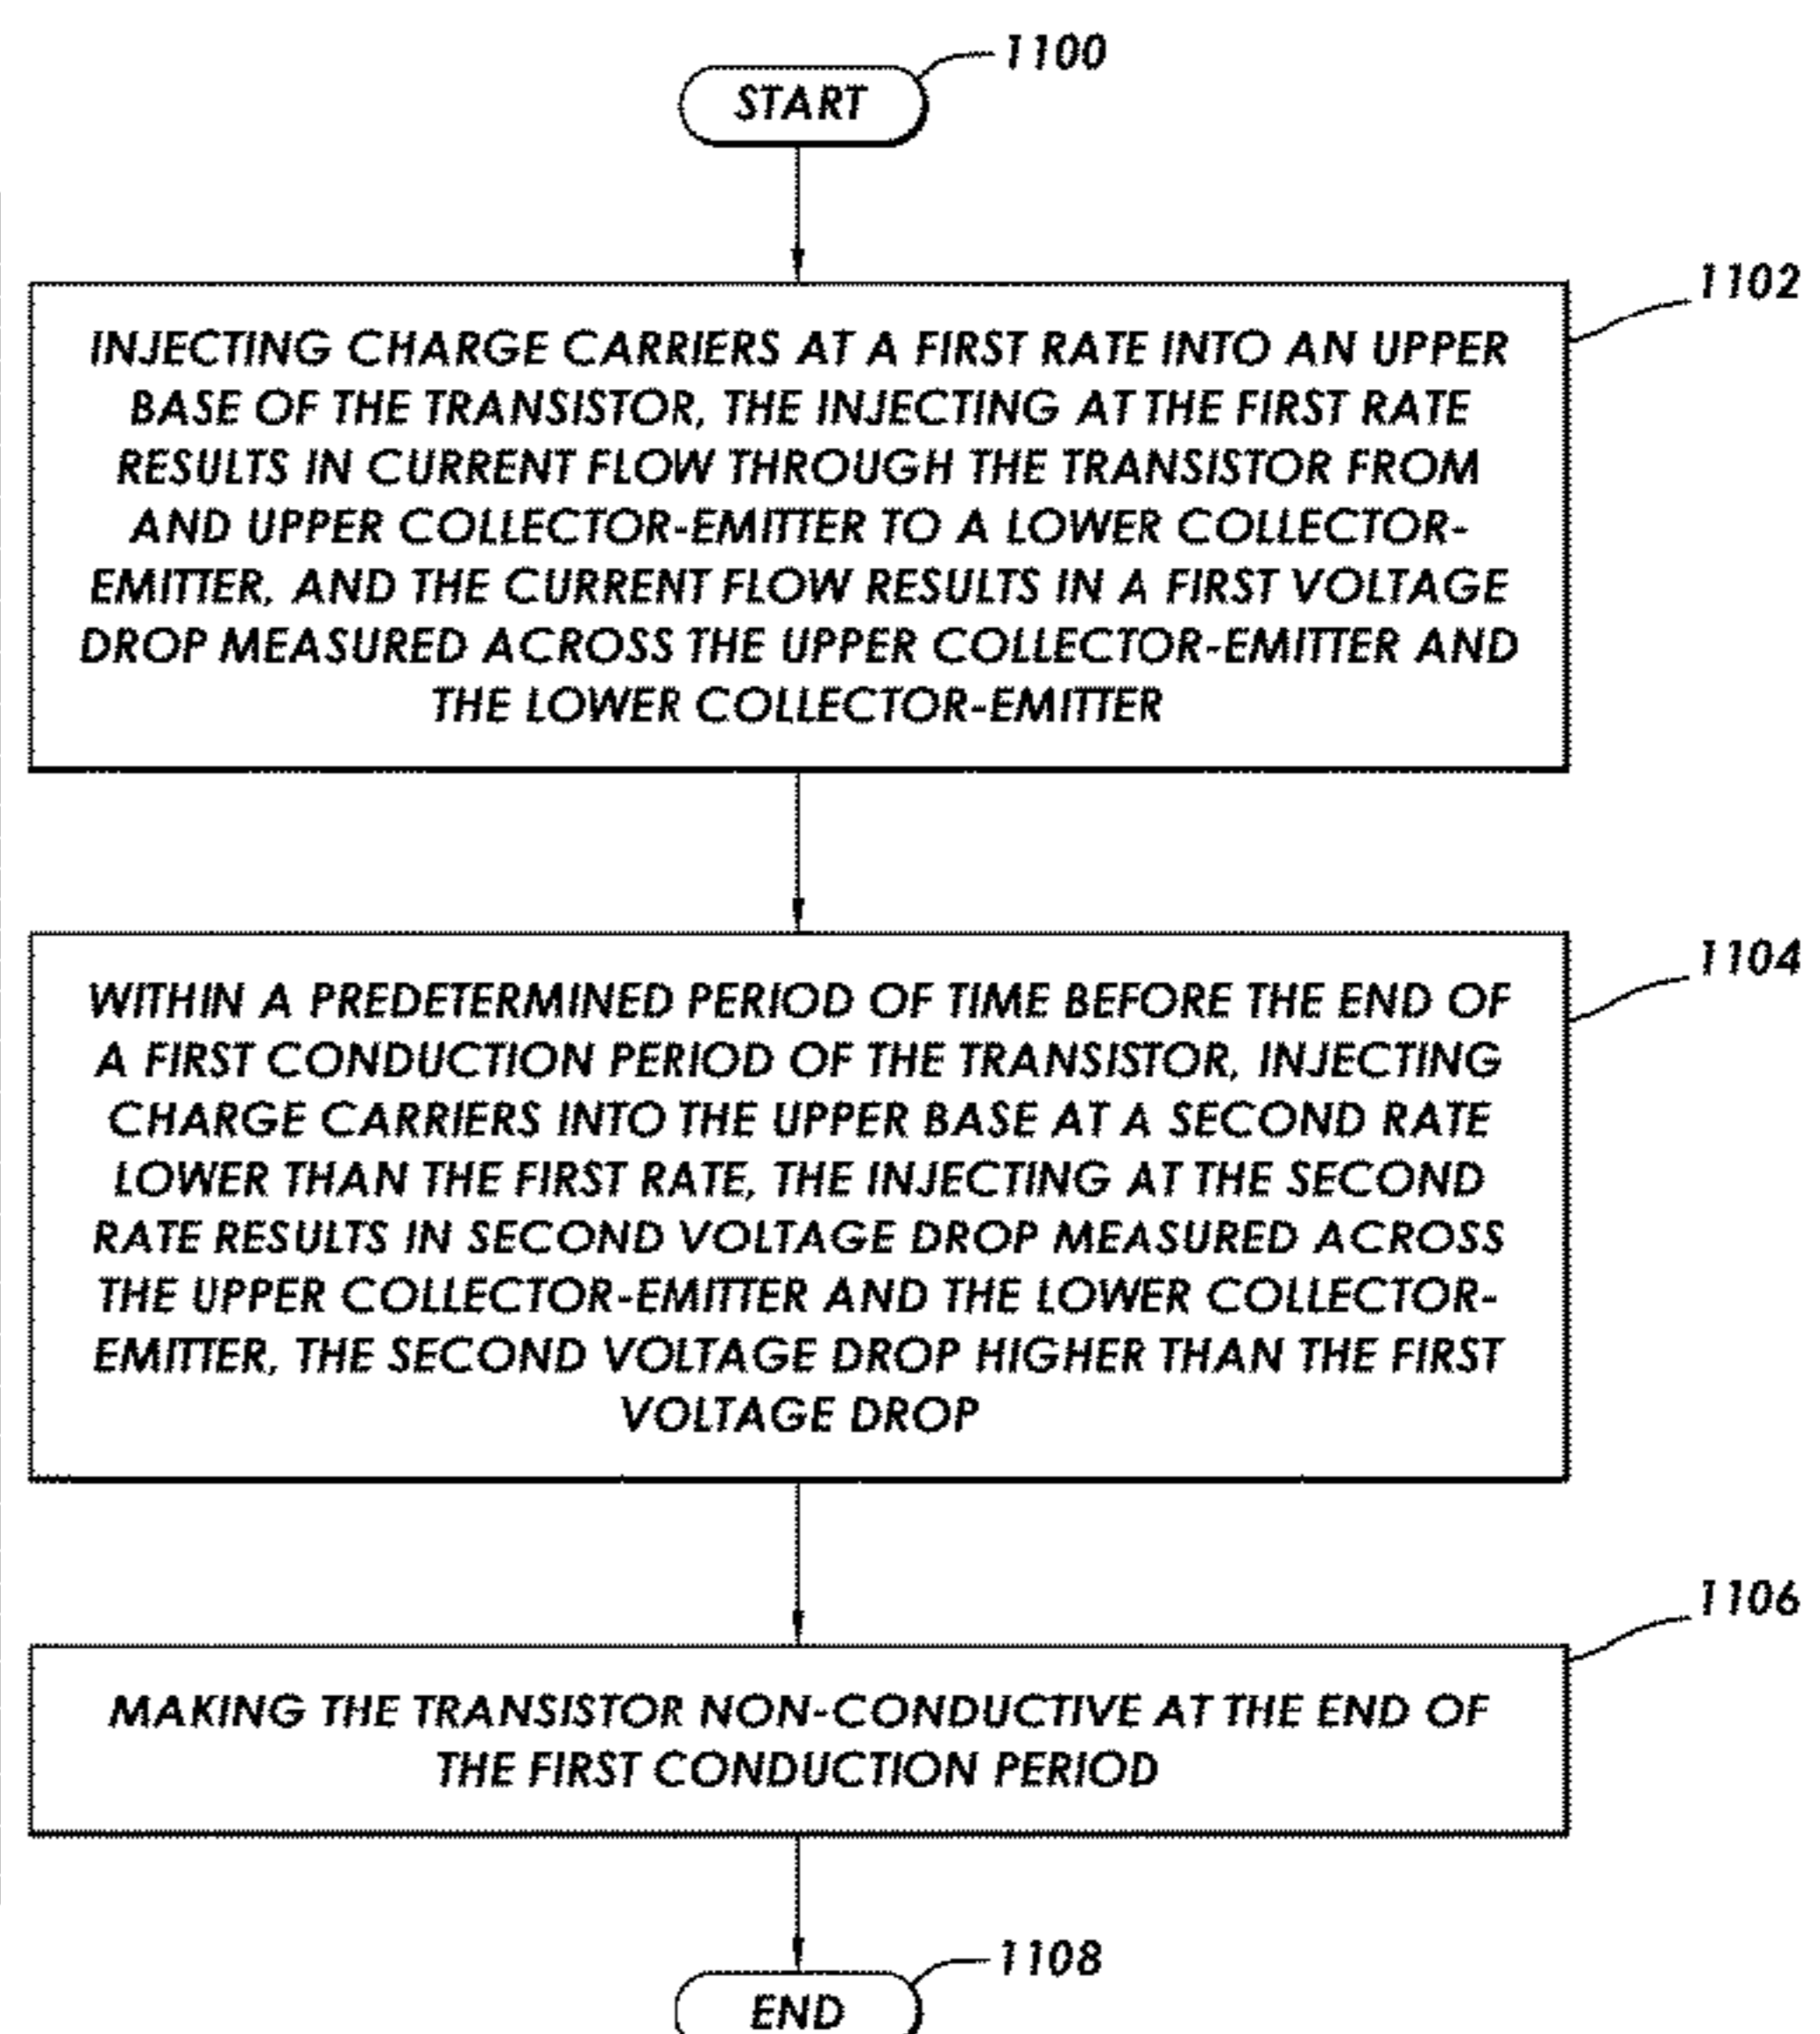 1100
START
1102
INJECTING CHARGE CARRIERS AT A FIRST RATE INTO AN UPPER
BASE OF THE TRANSISTOR, THE INJECTING AT THE FIRST RATE
RESULTS IN CURRENT FLOW THROUGH THE TRANSISTOR FROM
AND UPPER COLLECTOR-EMITTER TO A LOWER COLLECTOR-
EMITTER, AND THE CURRENT FLOW RESULTS IN A FIRST VOLTAGE
DROP MEASURED ACROSS THE UPPER COLLECTOR-EMITTER AND
THE LOWER COLLECTOR-EMITTER
1104
WITHIN A PREDETERMINED PERIOD OF TIME BEFORE THE END OF
A FIRST CONDUCTION PERIOD OF THE TRANSISTOR, INJECTING
CHARGE CARRIERS INTO THE UPPER BASE AT A SECOND RATE
LOWER THAN THE FIRST RATE, THE INJECTING AT THE SECOND
RATE RESULTS IN SECOND VOLTAGE DROP MEASURED ACROSS
THE UPPER COLLECTOR-EMITTER AND THE LOWER COLLECTOR-
EMITTER, THE SECOND VOLTAGE DROP HIGHER THAN THE FIRST
VOLTAGE DROP
1106
MAKING THE TRANSISTOR NON-CONDUCTIVE AT THE END OF
THE FIRST CONDUCTION PERIOD
1108
END